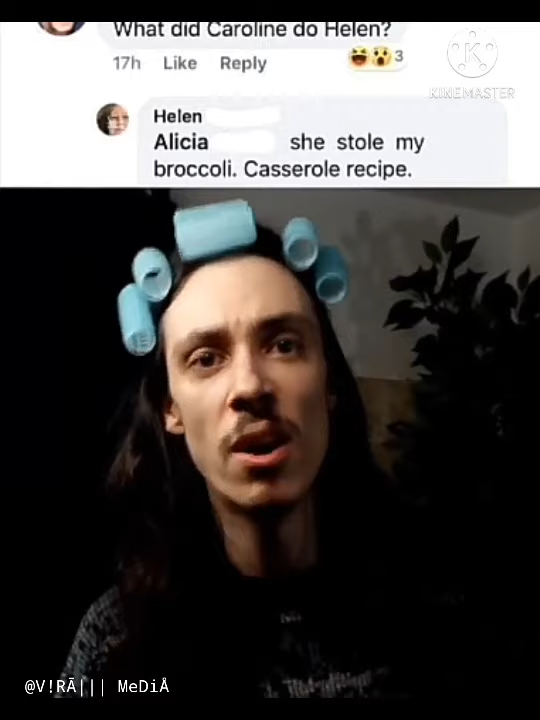 What did Caroline do Helen?
17h Like Reply
3
KINEMASTER
Helen
Alicia she stole my
broccoli. Casserole recipe.
@V!RĀ||| MeDiÅ